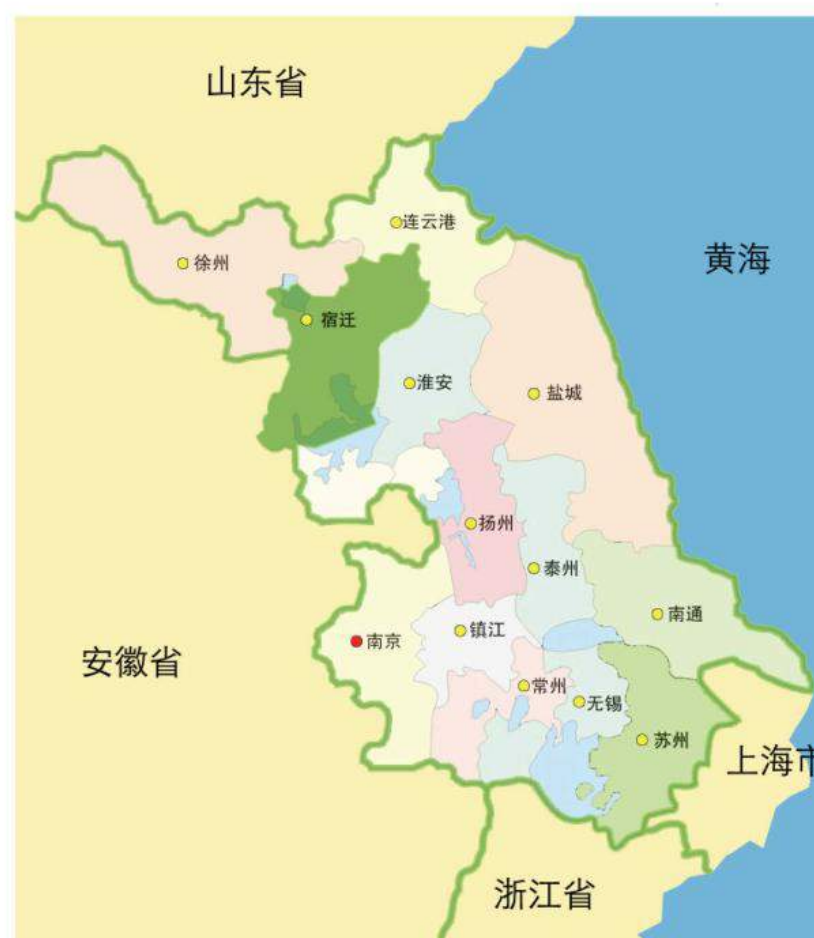 山东省
连云港
黄海
徐州
宿迁
淮安
盐城
扬州
泰州
南通
镇江
南京
安徽省
常州
无锡
苏州
上海市
浙江省